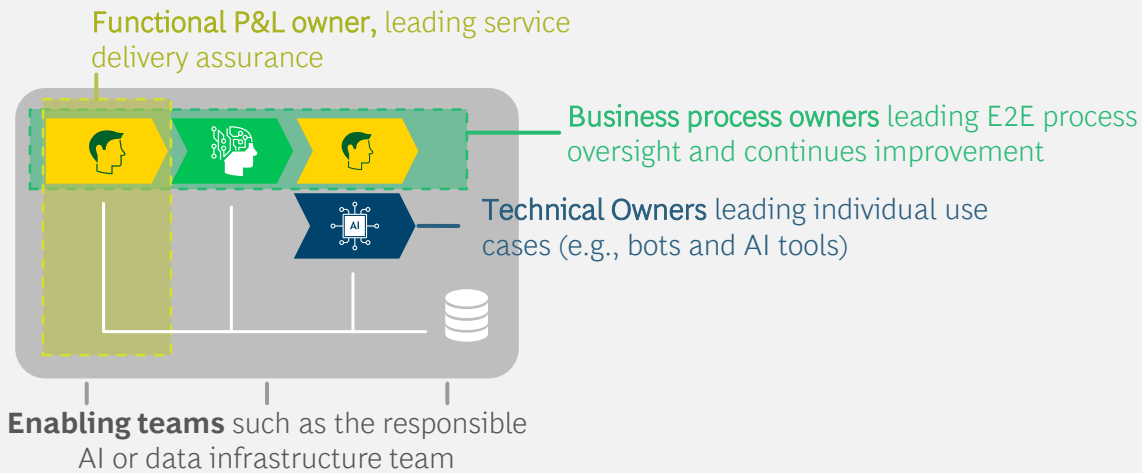 Functional P&L owner, leading service
delivery assurance
Business process owners leading E2E process
oversight and continues improvement
Technical Owners leading individual use
cases (e.g., bots and AI tools)
AI
Enabling teams such as the responsible
AI or data infrastructure team